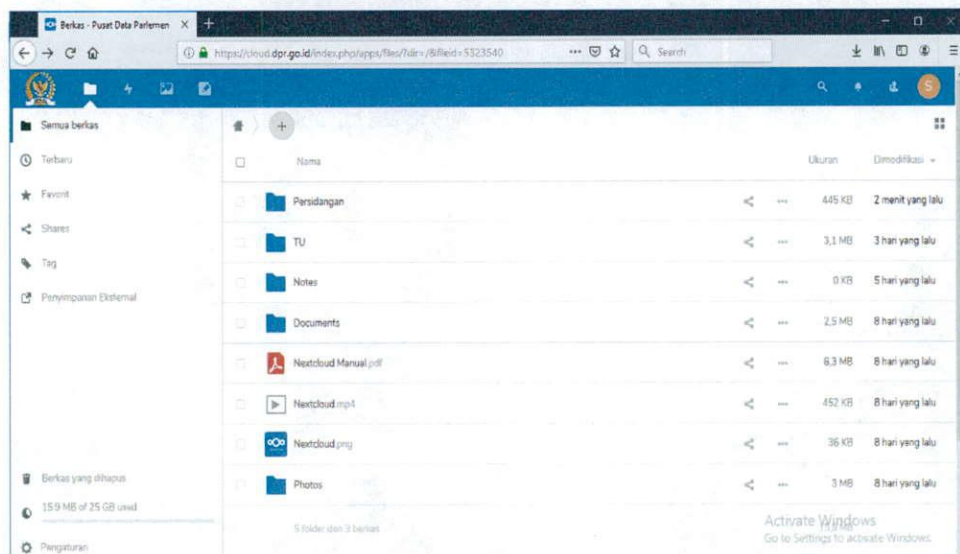 Berkas - Pusat Data Parlemen
https://cloud.dpr.go.id/index.php/apps/files/?dir=/&fileid=5323540
Search
S
Semua berkas
Terbaru
Favorit
Shares
Tag
Penyimpanan Eksternal
Berkas yang dihapus
15.9 MB of 25 GB used
Pengaturan
Nama Ukuran Dimodifikasi
Persidangan 445 KB 2 menit yang lalu
TU 3,1 MB 3 hari yang lalu
Notes 0 KB 5 hari yang lalu
Documents 2,5 MB 8 hari yang lalu
Nextcloud Manual.pdf 6,3 MB 8 hari yang lalu
Nextcloud.mp4 452 KB 8 hari yang lalu
Nextcloud.png 36 KB 8 hari yang lalu
Photos 3 MB 8 hari yang lalu
5 folder dan 3 berkas
Activate Windows
Go to Settings to activate Windows.